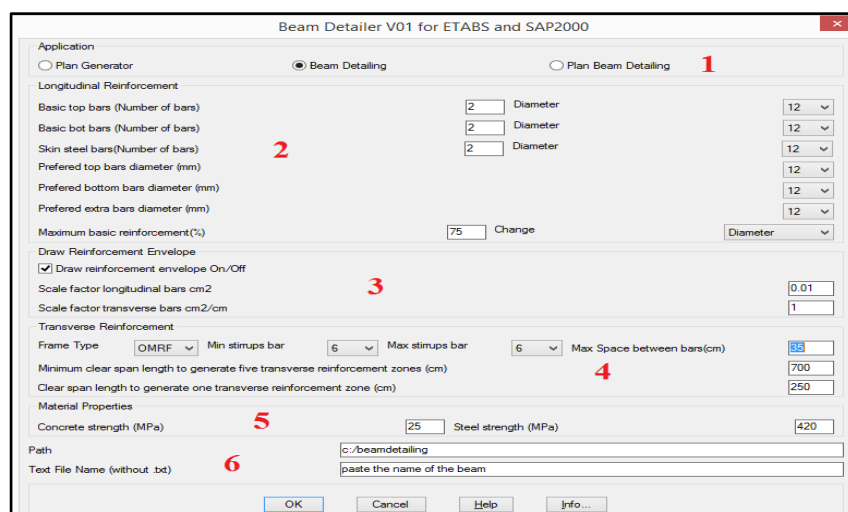 Beam Detailer V01 for ETABS and SAP2000
Application
Plan Generator Beam Detailing Plan Beam Detailing 1
Longitudinal Reinforcement
Basic top bars (Number of bars) 2 Diameter 12
Basic bot bars (Number of bars) 2 Diameter 12
Skin steel bars(Number of bars) 2 Diameter 12
2
Prefered top bars diameter (mm) 12
Prefered bottom bars diameter (mm) 12
Prefered extra bars diameter (mm) 12
Maximum basic reinforcement(%) 75 Change Diameter
Draw Reinforcement Envelope
Draw reinforcement envelope On/Off
Scale factor longitudinal bars cm2 3 0.01
Scale factor transverse bars cm2/cm 1
Transverse Reinforcement
Frame Type OMRF Min stirrups bar 6 Max stirrups bar 6 Max Space between bars(cm) 35
Minimum clear span length to generate five transverse reinforcement zones (cm) 4 700
Clear span length to generate one transverse reinforcement zone (cm) 250
Material Properties
Concrete strength (MPa) 5 25 Steel strength (MPa) 420
Path c:/beamdetailing
Text File Name (without .txt) 6 paste the name of the beam
OK Cancel Help Info...